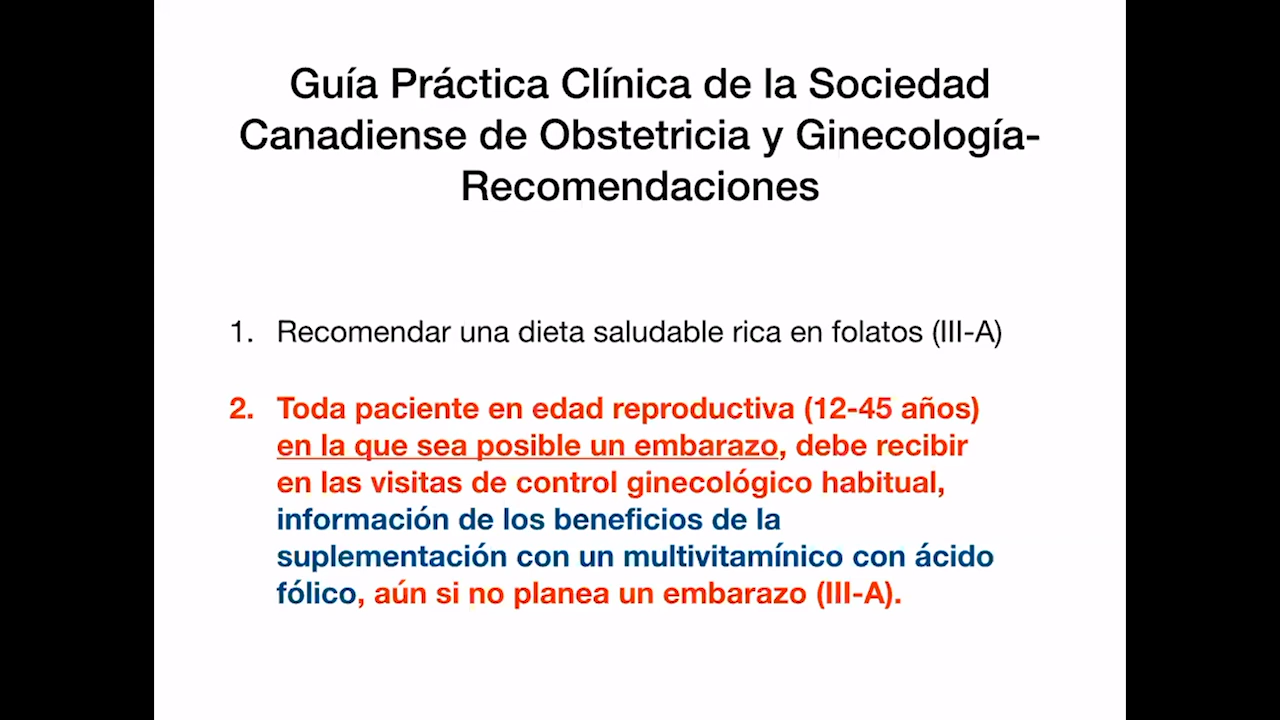 Guía Práctica Clínica de la Sociedad
Canadiense de Obstetricia y Ginecología-
Recomendaciones
1. Recomendar una dieta saludable rica en folatos (III-A)
2. Toda paciente en edad reproductiva (12-45 años)
en la que sea posible un embarazo, debe recibir
en las visitas de control ginecológico habitual,
información de los beneficios de la
suplementación con un multivitamínico con ácido
fólico, aún si no planea un embarazo (III-A).